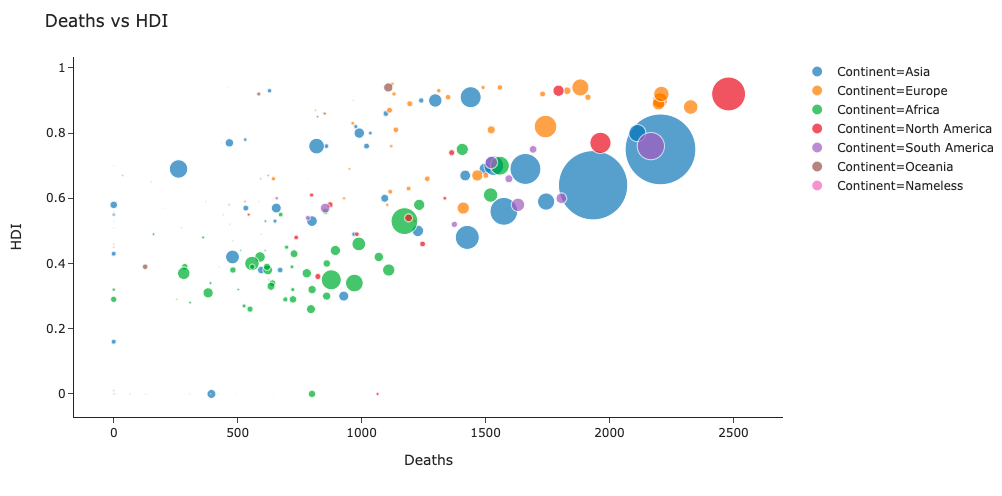 Deaths vs HDI
1
0.8
0.6
0.4
0.2
0
HDI
0
500
1000
1500
2000
2500
Deaths
Continent=Asia
Continent=Europe
Continent=Africa
Continent=North America
Continent=South America
Continent=Oceania
Continent=Nameless